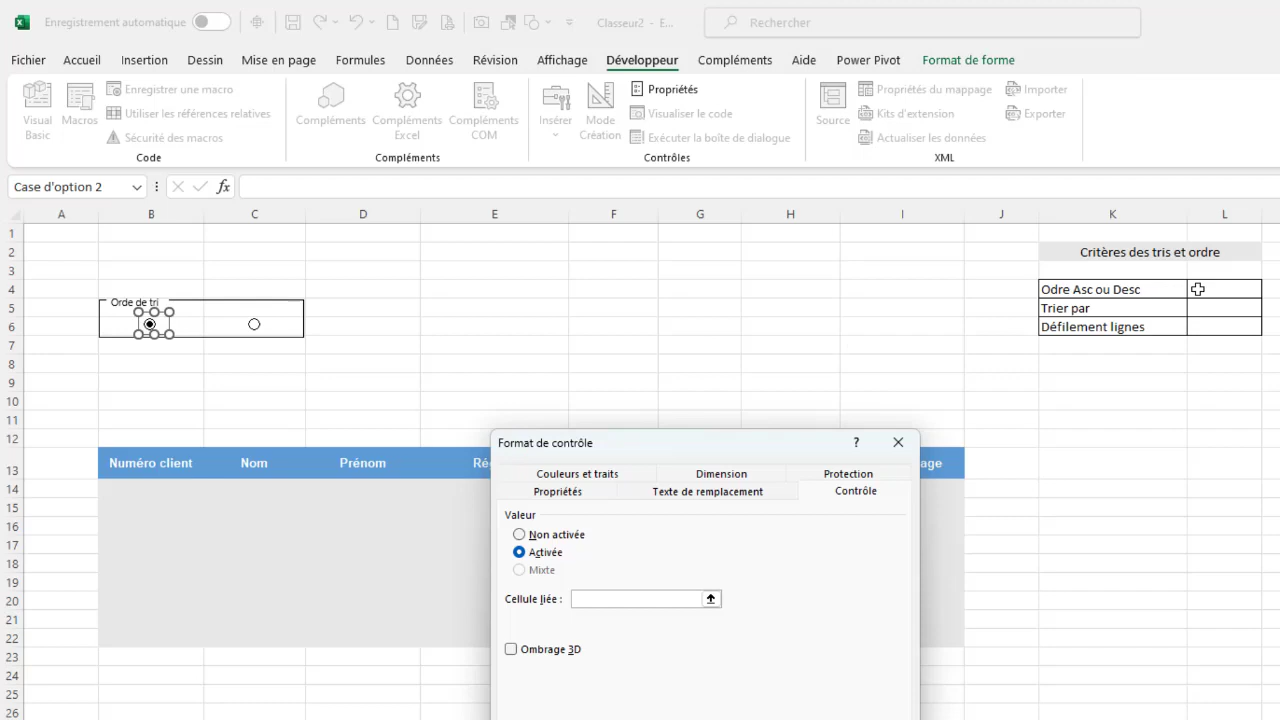 Enregistrement automatique
Classeur2 - E...
Rechercher
Fichier Accueil Insertion Dessin Mise en page Formules Données Révision Affichage Développeur Compléments Aide Power Pivot Format de forme
Visual Basic
Macros
Enregistrer une macro
Utiliser les références relatives
Sécurité des macros
Code
Compléments
Compléments Excel
Compléments COM
Compléments
Insérer
Mode Création
Propriétés
Visualiser le code
Exécuter la boîte de dialogue
Contrôles
Source
Propriétés du mappage
Kits d'extension
Actualiser les données
Importer
Exporter
XML
Case d'option 2
fx
A B C D E F G H I J K L
1
2 Critères des tris et ordre
3
4 Odre Asc ou Desc
Orde de tri
5 Trier par
6 Défilement lignes
7
8
9
10
11
12
Format de contrôle ?
13 Numéro client Nom Prénom
Couleurs et traits Dimension Protection
Propriétés Texte de remplacement Contrôle
14
15
16
17
18
19
20
21
22
23
24
25
26
Valeur
Non activée
Activée
Mixte
Cellule liée :
Ombrage 3D